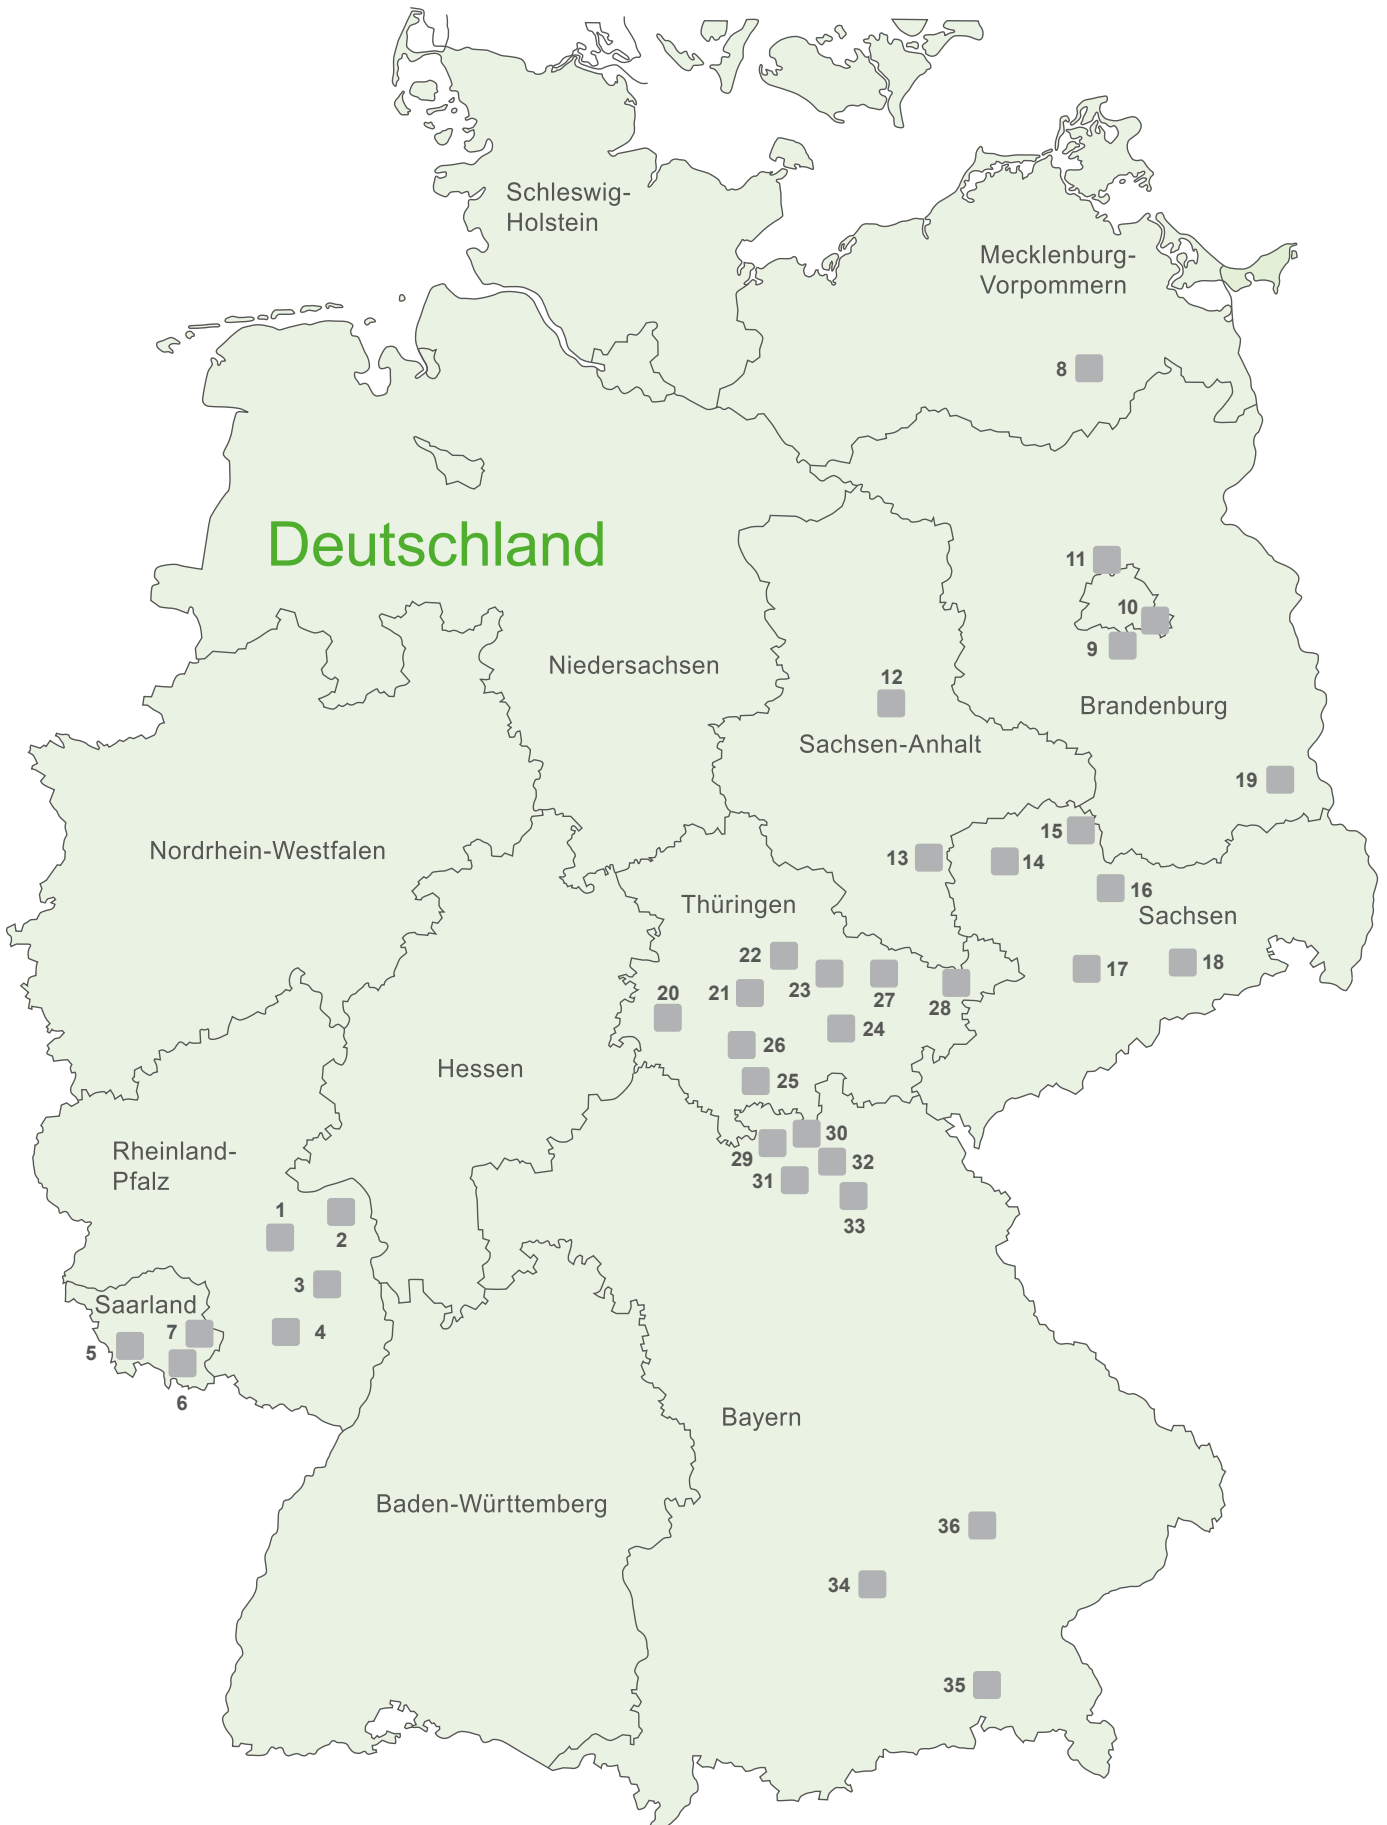 Schleswig-
Holstein
Mecklenburg-
Vorpommern
8
Deutschland
11
10
9
Niedersachsen
12
Brandenburg
Sachsen-Anhalt
19
15
Nordrhein-Westfalen
13
14
16
Thüringen
Sachsen
22
18
17
23
21
20
27
28
24
26
Hessen
25
30
Rheinland-
Pfalz
29
32
31
1
33
2
3
Saarland
7
4
5
6
Bayern
Baden-Württemberg
36
34
35